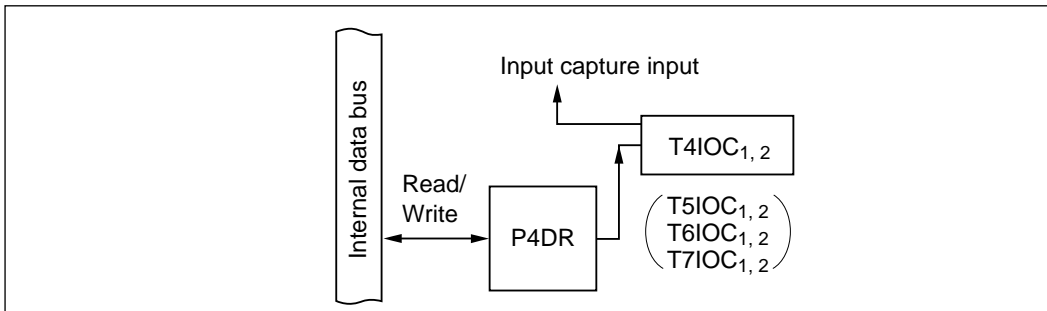 Internal data bus
Input capture input
T4IOC1, 2
Read/
Write
P4DR
T5IOC1, 2
T6IOC1, 2
T7IOC1, 2